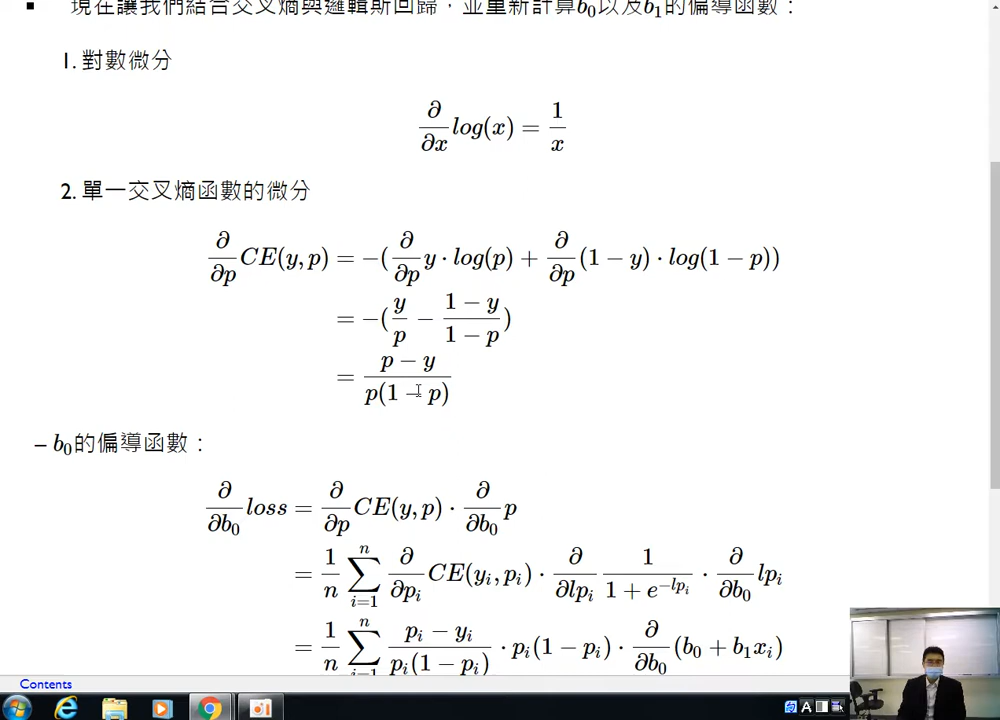 現在讓我們結合交叉熵與邏輯斯回歸，並重新計算b₀以及b₁的偏導函數：
1. 對數微分
∂/∂x log(x) = 1/x
2. 單一交叉熵函數的微分
∂/∂p CE(y, p) = −(∂/∂p y · log(p) + ∂/∂p (1 − y) · log(1 − p))
= −(y/p − (1 − y)/(1 − p))
= (p − y)/(p(1 − p))
– b₀的偏導函數：
∂/∂b₀ loss = ∂/∂p CE(y, p) · ∂/∂b₀ p
= 1/n ∑ⁿᵢ₌₁ ∂/∂pᵢ CE(yᵢ, pᵢ) · ∂/∂lpᵢ 1/(1 + e^(−lpᵢ)) · ∂/∂b₀ lpᵢ
= 1/n ∑ⁿᵢ₌₁ (pᵢ − yᵢ)/(pᵢ(1 − pᵢ)) · pᵢ(1 − pᵢ) · ∂/∂b₀ (b₀ + b₁xᵢ)
Contents
A